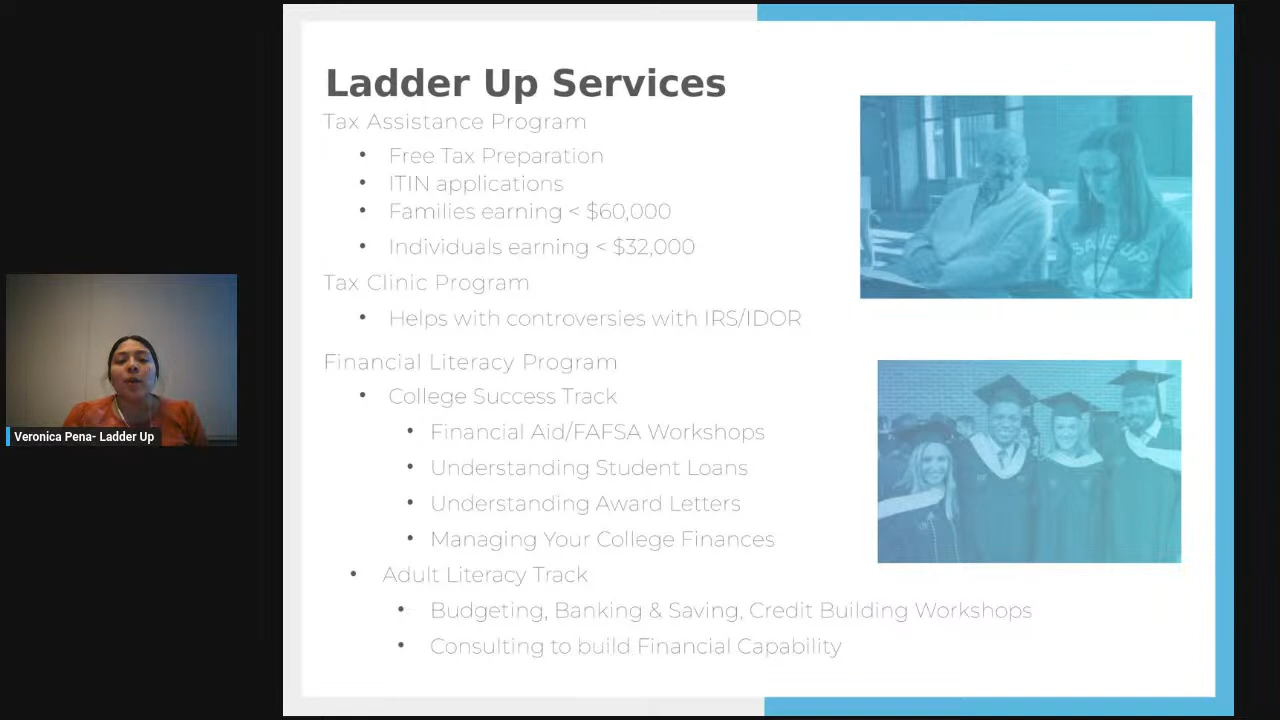 Ladder Up Services
Tax Assistance Program
• Free Tax Preparation
• ITIN applications
• Families earning < $60,000
• Individuals earning < $32,000
Tax Clinic Program
• Helps with controversies with IRS/IDOR
Financial Literacy Program
• College Success Track
• Financial Aid/FAFSA Workshops
• Understanding Student Loans
• Understanding Award Letters
• Managing Your College Finances
• Adult Literacy Track
• Budgeting, Banking & Saving, Credit Building Workshops
• Consulting to build Financial Capability
SAVE UP
Veronica Pena- Ladder Up